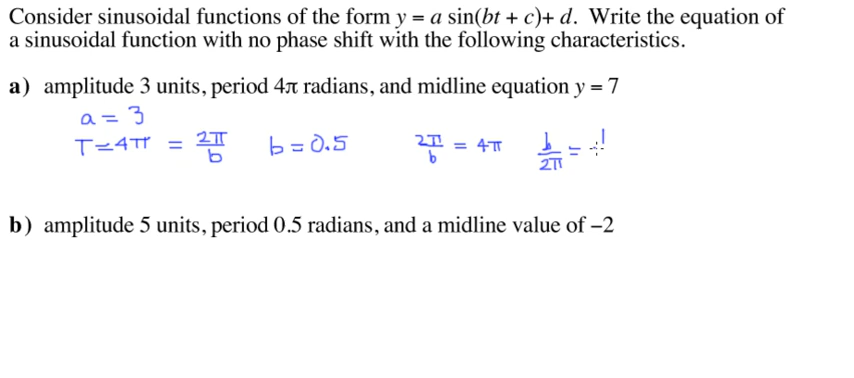 Consider sinusoidal functions of the form y = a sin(bt + c)+ d. Write the equation of
a sinusoidal function with no phase shift with the following characteristics.
a) amplitude 3 units, period 4π radians, and midline equation y = 7
a = 3
T = 4π = 2π/b b = 0.5 2π/b = 4π b/2π = 1
b) amplitude 5 units, period 0.5 radians, and a midline value of –2